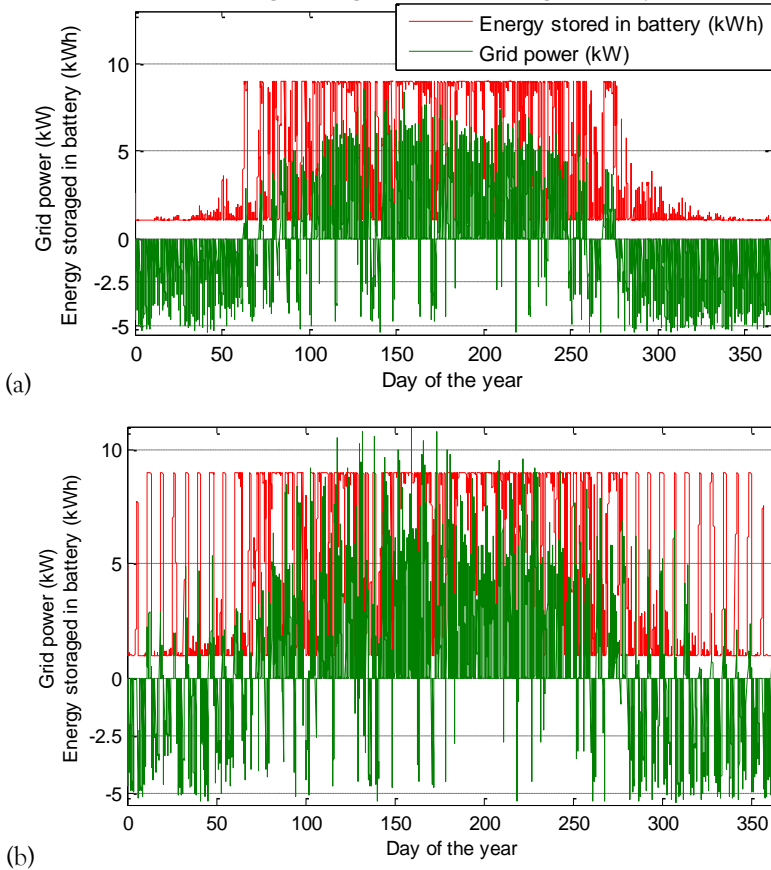 Energy stored in battery (kWh)
Grid power (kW)
Grid power (kW)
Energy storaged in battery (kWh)
10
5
0
-2.5
-5
0 50 100 150 200 250 300 350
Day of the year
(a)
Grid power (kW)
Energy storaged in battery (kWh)
10
5
0
-2.5
-5
0 50 100 150 200 250 300 350
Day of the year
(b)